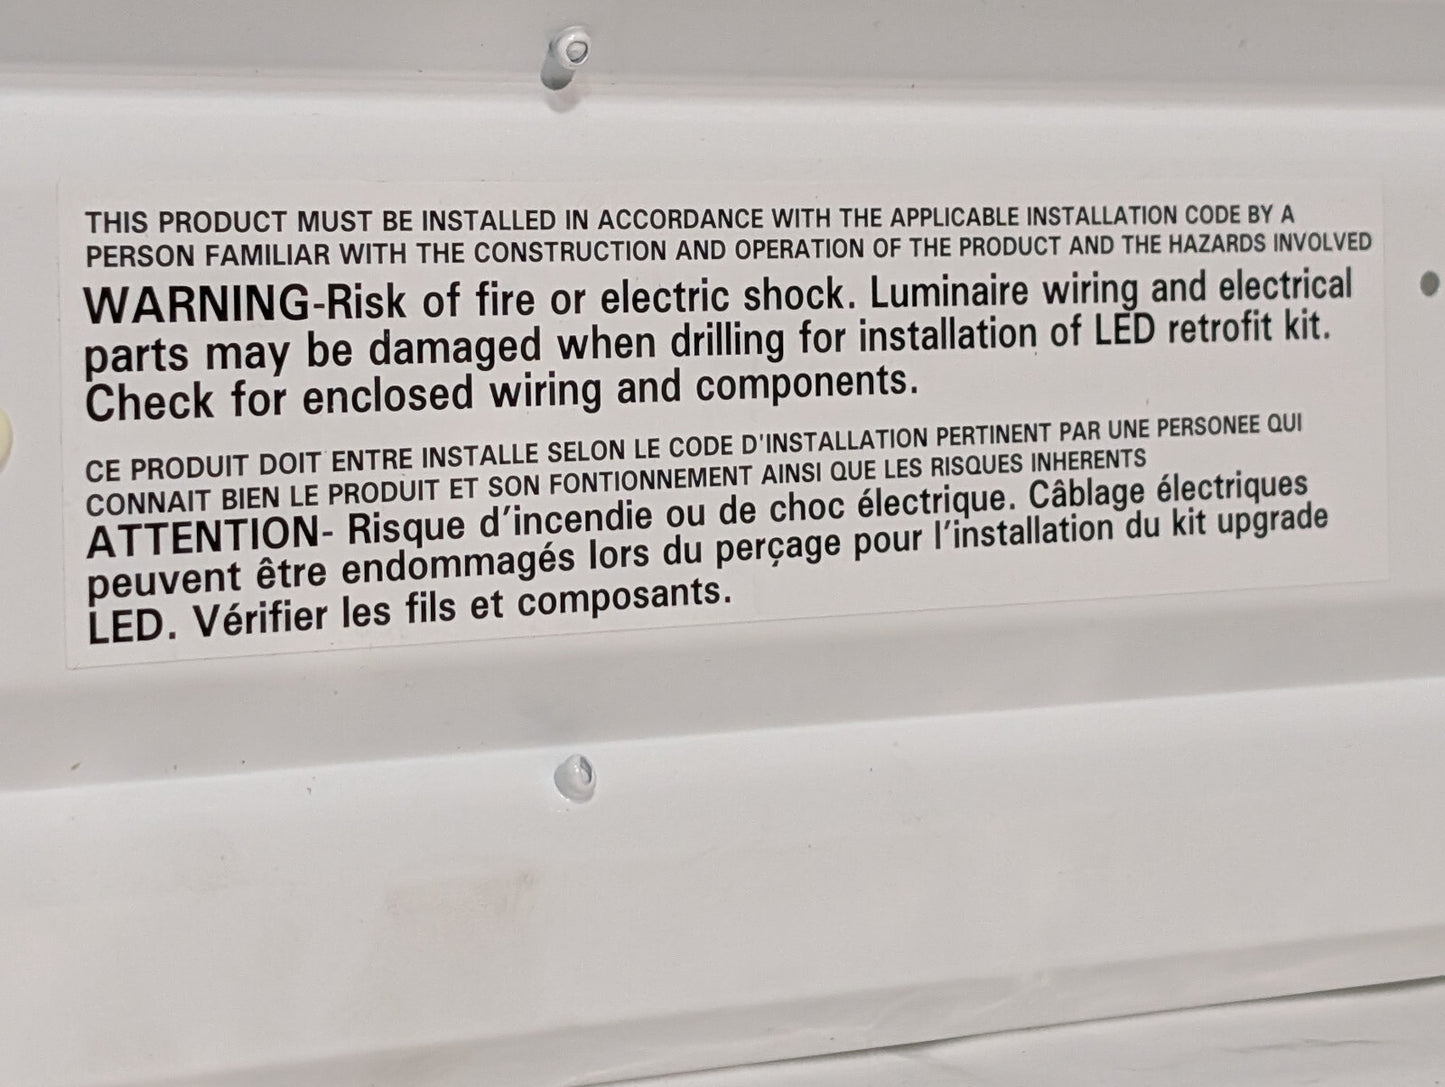 THIS PRODUCT MUST BE INSTALLED IN ACCORDANCE WITH THE APPLICABLE INSTALLATION CODE BY A
PERSON FAMILIAR WITH THE CONSTRUCTION AND OPERATION OF THE PRODUCT AND THE HAZARDS INVOLVED
WARNING-Risk of fire or electric shock. Luminaire wiring and electrical
parts may be damaged when drilling for installation of LED retrofit kit.
Check for enclosed wiring and components.
CE PRODUIT DOIT ENTRE INSTALLE SELON LE CODE D'INSTALLATION PERTINENT PAR UNE PERSONEE QUI
CONNAIT BIEN LE PRODUIT ET SON FONTIONNEMENT AINSI QUE LES RISQUES INHERENTS
ATTENTION- Risque d'incendie ou de choc électrique. Câblage électriques
peuvent être endommagés lors du perçage pour l'installation du kit upgrade
LED. Vérifier les fils et composants.